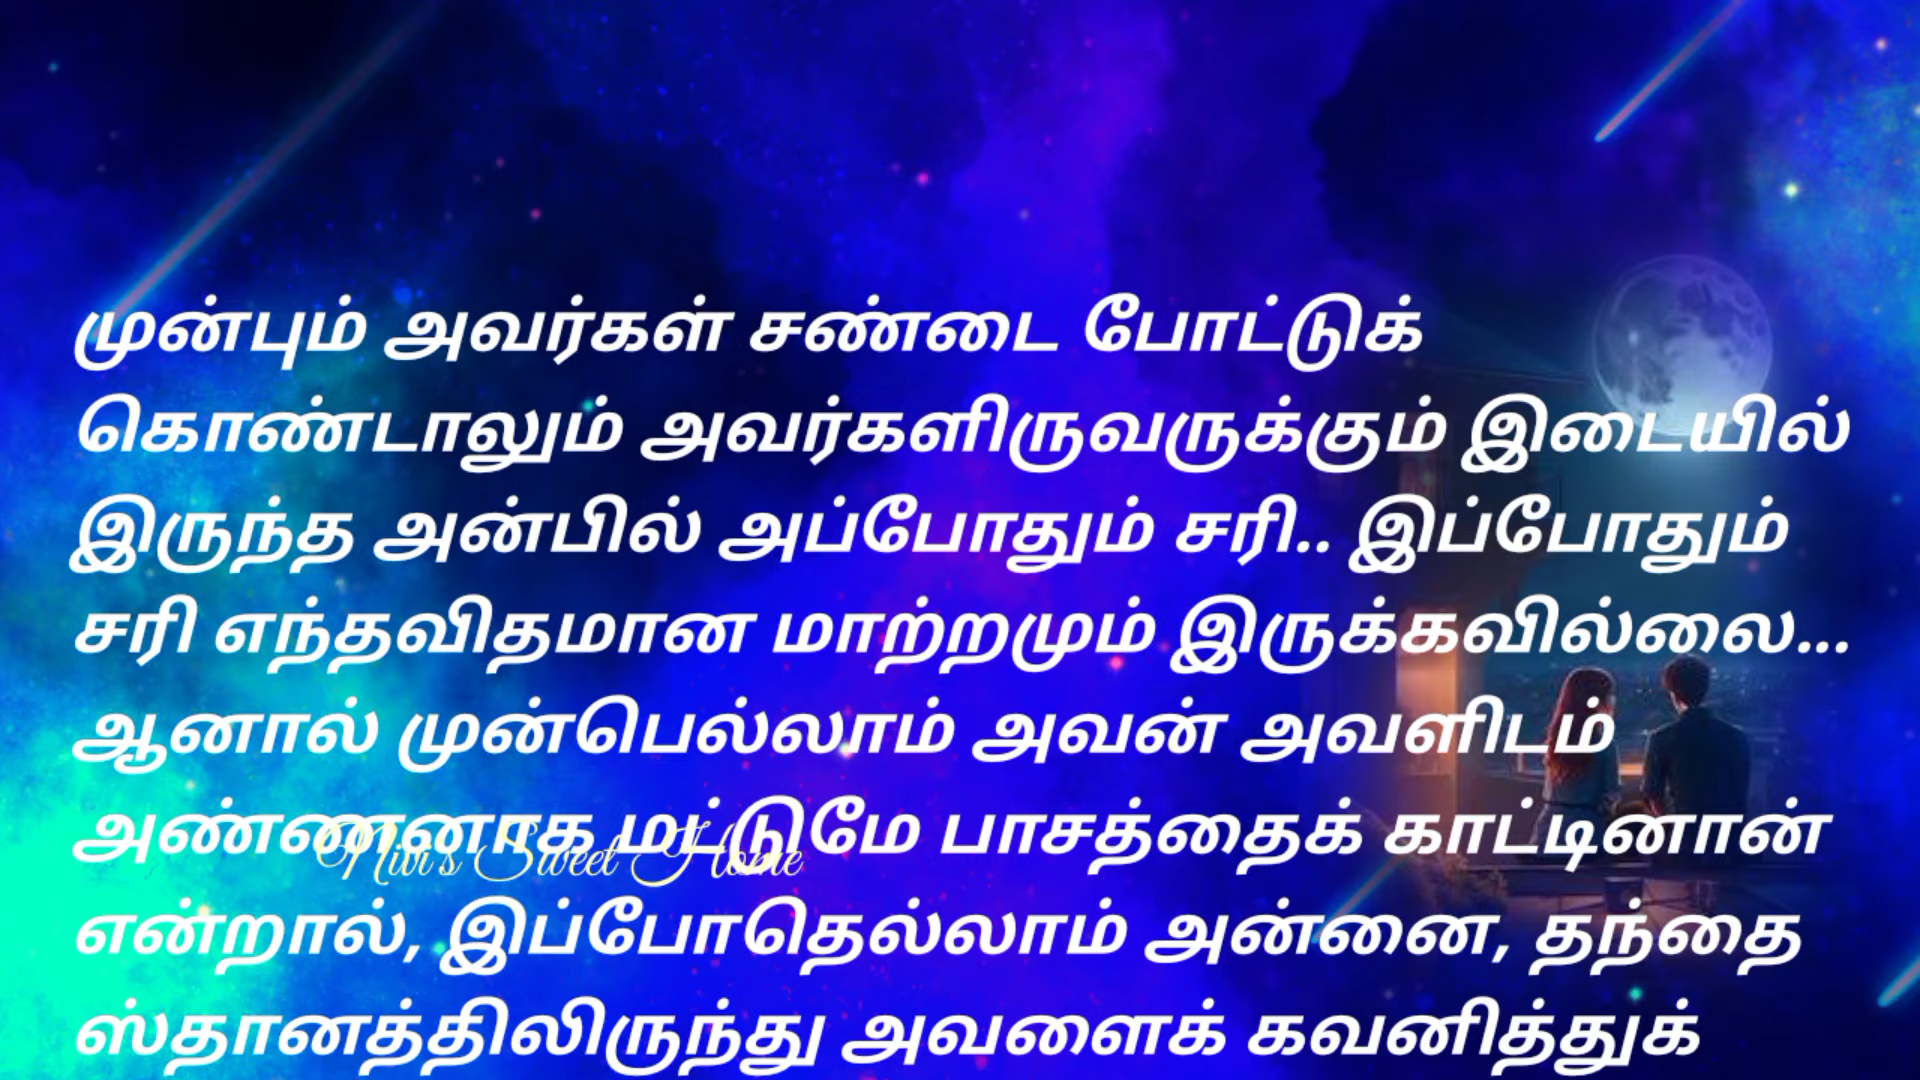 முன்பும் அவர்கள் சண்டை போட்டுக்
கொண்டாலும் அவர்களிருவருக்கும் இடையில்
இருந்த அன்பில் அப்போதும் சரி.. இப்போதும்
சரி எந்தவிதமான மாற்றமும் இருக்கவில்லை...
ஆனால் முன்பெல்லாம் அவன் அவளிடம்
அண்ணனாக மட்டுமே பாசத்தைக் காட்டினான்
Nivi's Sweet Home
என்றால், இப்போதெல்லாம் அன்னை, தந்தை
ஸ்தானத்திலிருந்து அவளைக் கவனித்துக்